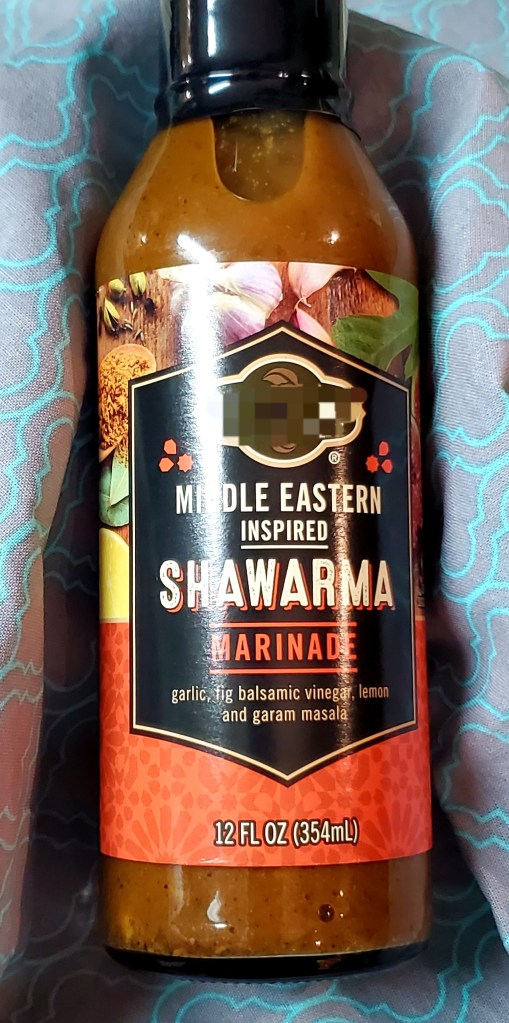 ®
MIDDLE EASTERN
INSPIRED
SHAWARMA
MARINADE
garlic, fig balsamic vinegar, lemon
and garam masala
12 FL OZ (354mL)